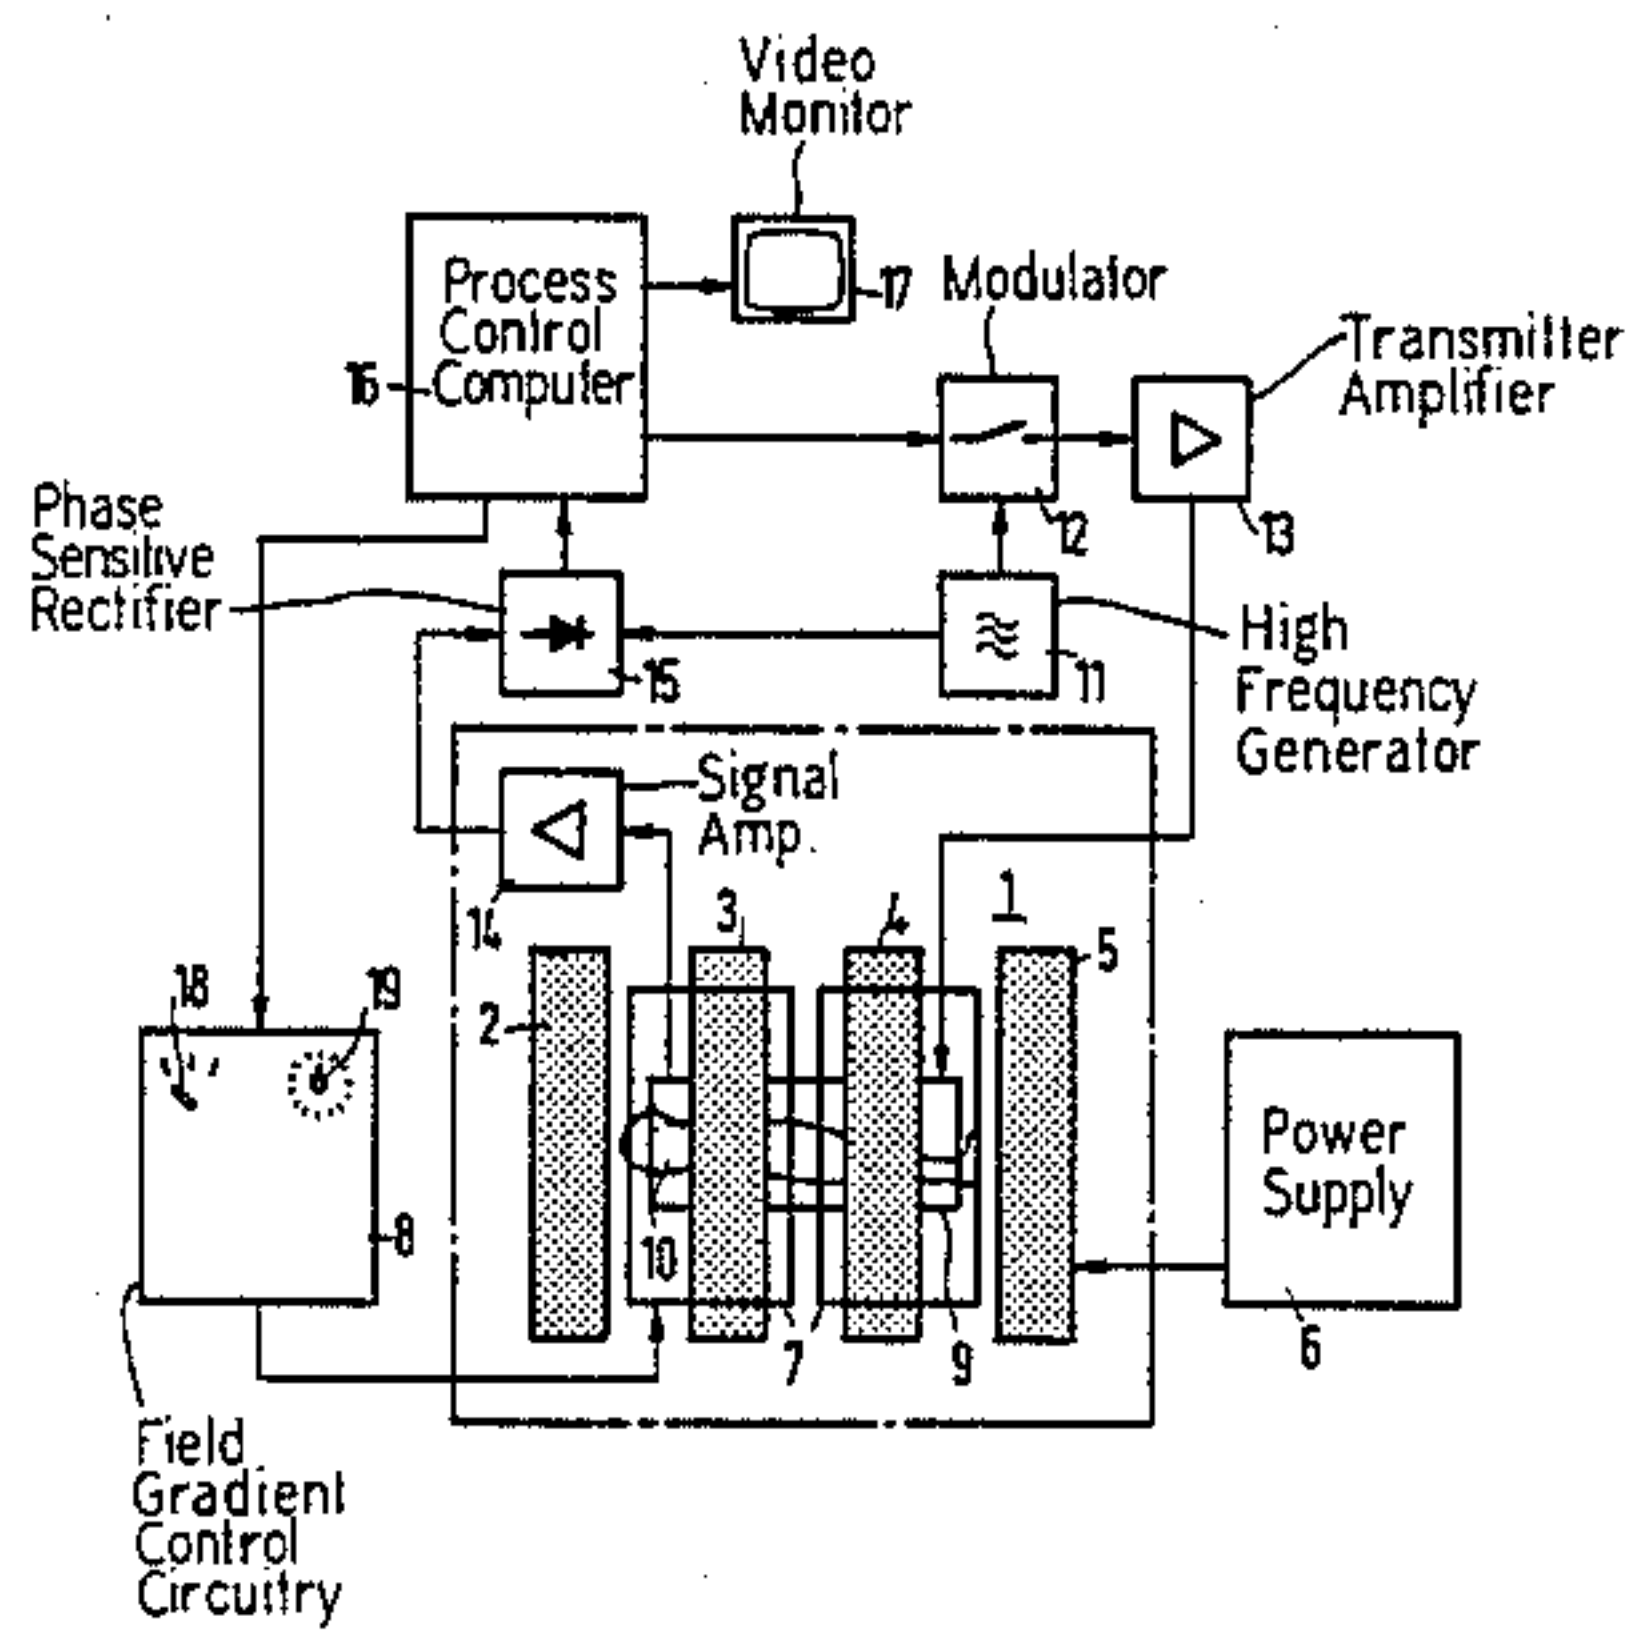 Video
Monitor
Process
Control
Computer
16
17
Modulator
Transmitter
Amplifier
12
13
Phase
Sensitive
Rectifier
15
11
High
Frequency
Generator
Signal
Amp.
14
3
4
1
5
2
18
19
8
10
7
9
Power
Supply
6
Field
Gradient
Control
Circuitry